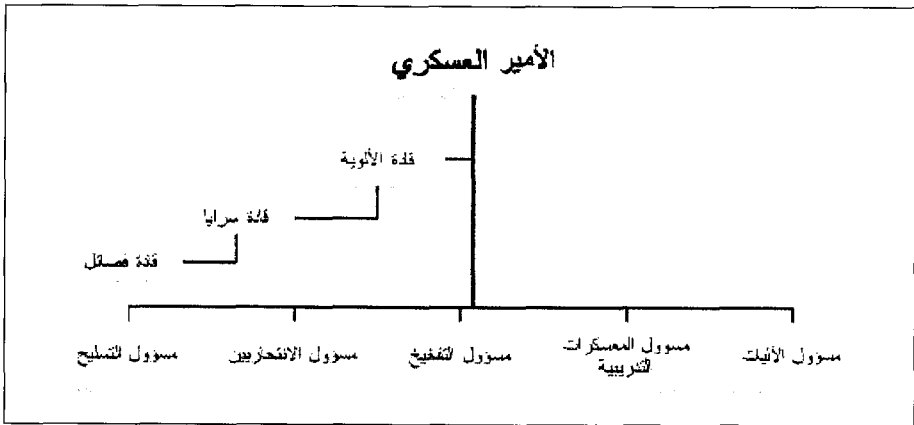 الأمير العسكري
قادة الألوية
قادة سرايا
قادة فصائل
مسؤول الآليات
مسؤول المعسكرات
التدريبية
مسؤول التفخيخ
مسؤول الانتحاريين
مسؤول التسليح